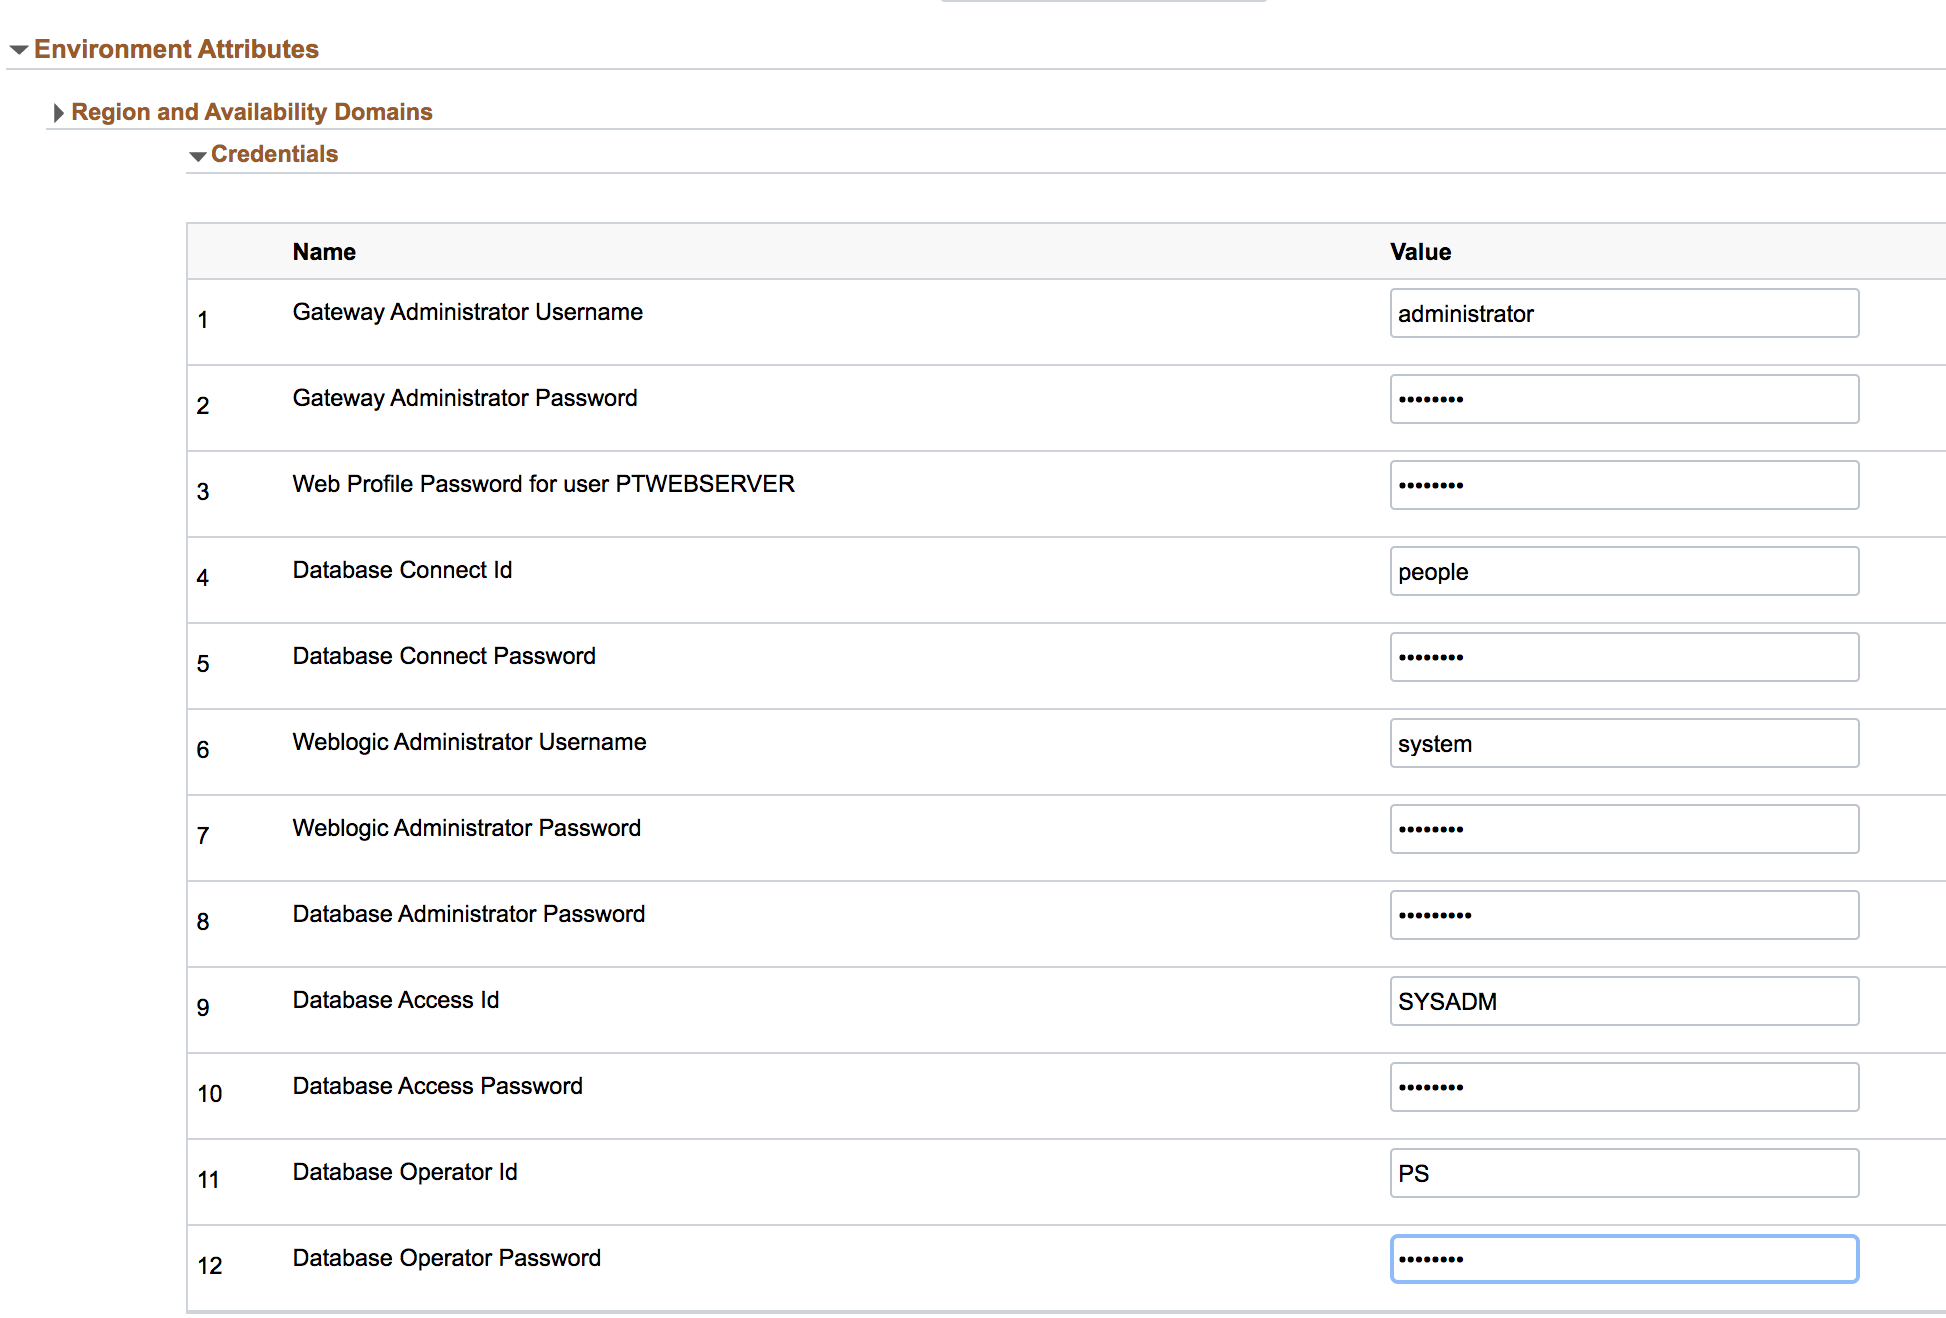 Environment Attributes
Region and Availability Domains
Credentials
Name Value
1 Gateway Administrator Username administrator
2 Gateway Administrator Password ••••••••
3 Web Profile Password for user PTWEBSERVER ••••••••
4 Database Connect Id people
5 Database Connect Password ••••••••
6 Weblogic Administrator Username system
7 Weblogic Administrator Password ••••••••
8 Database Administrator Password •••••••••
9 Database Access Id SYSADM
10 Database Access Password ••••••••
11 Database Operator Id PS
12 Database Operator Password ••••••••